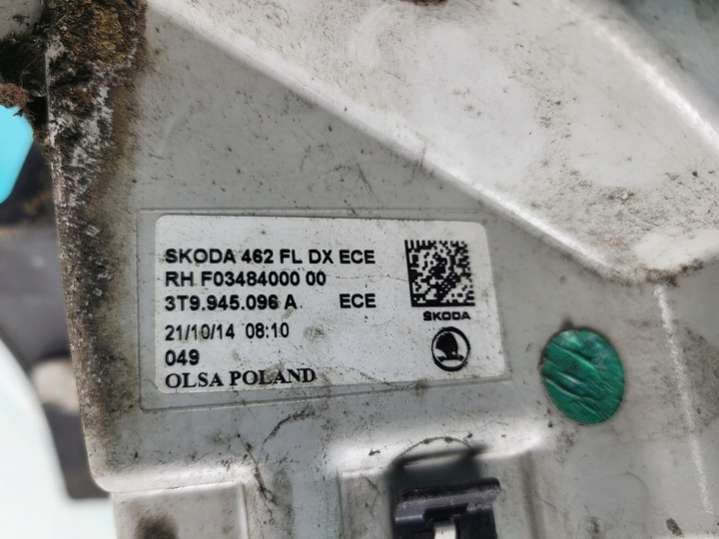 SKODA 462 FL DX ECE
RH F03484000 00
3T9.945.096 A ECE
ŠKODA
21/10/14 08:10
049
OLSA POLAND